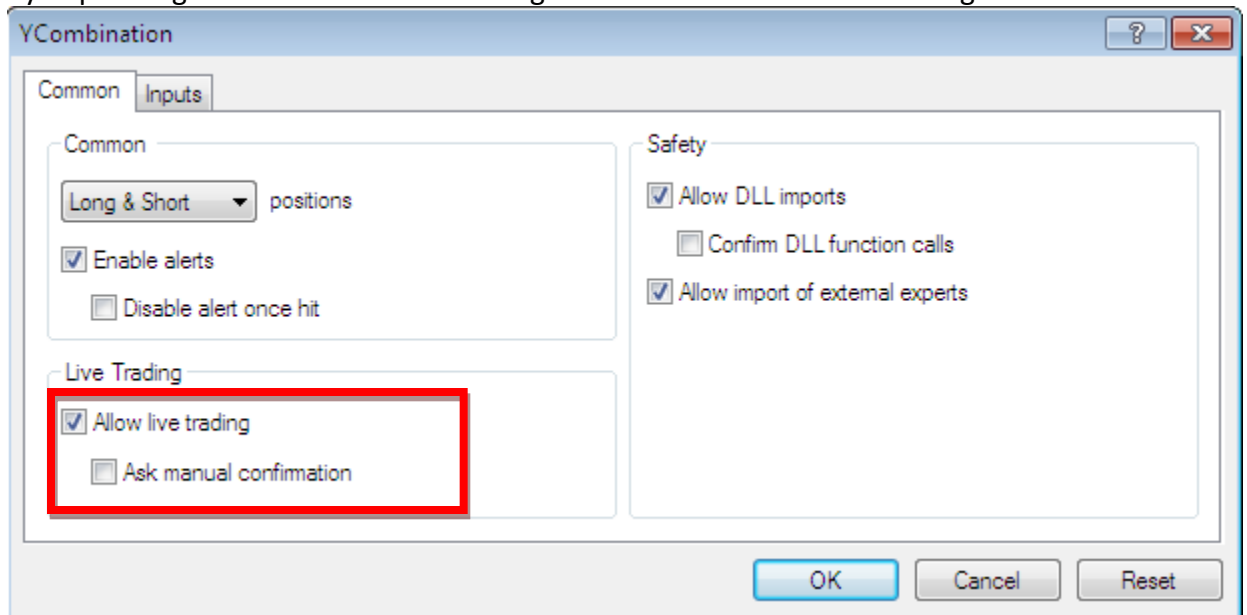 YCombination
Common Inputs
Common
Long & Short positions
Enable alerts
Disable alert once hit
Live Trading
Allow live trading
Ask manual confirmation
Safety
Allow DLL imports
Confirm DLL function calls
Allow import of external experts
OK Cancel Reset